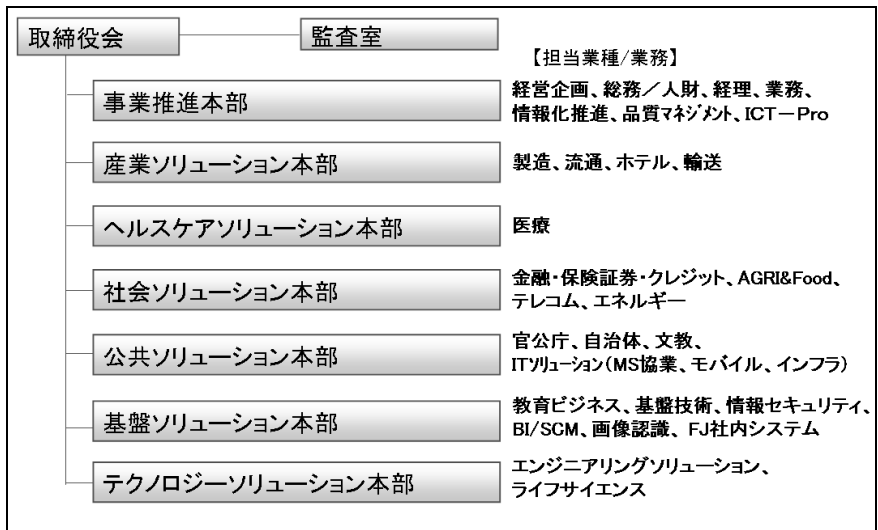 取締役会
監査室
【担当業種/業務】
事業推進本部
経営企画、総務／人財、経理、業務、
情報化推進、品質ﾏﾈｼﾞﾒﾝﾄ、ICT－Pro
産業ソリューション本部
製造、流通、ホテル、輸送
ヘルスケアソリューション本部
医療
社会ソリューション本部
金融・保険証券・クレジット、AGRI&Food、
テレコム、エネルギー
公共ソリューション本部
官公庁、自治体、文教、
ITｿﾘｭｰｼｮﾝ（MS協業、モバイル、インフラ）
基盤ソリューション本部
教育ビジネス、基盤技術、情報セキュリティ、
BI/SCM、画像認識、FJ社内システム
テクノロジーソリューション本部
エンジニアリングソリューション、
ライフサイエンス